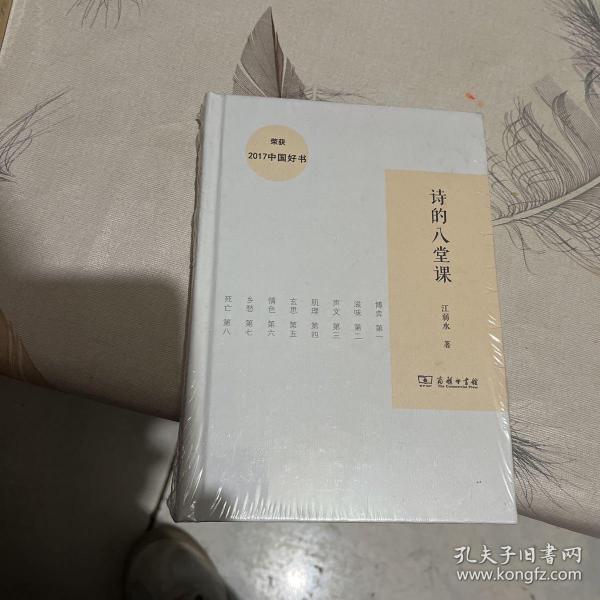 荣获
2017中国好书
诗的八堂课
江弱水 著
商务印书馆
The Commercial Press
博弈 第一
滋味 第二
声文 第三
肌理 第四
玄思 第五
情色 第六
乡愁 第七
死亡 第八
孔夫子旧书网
www.kongfz.com